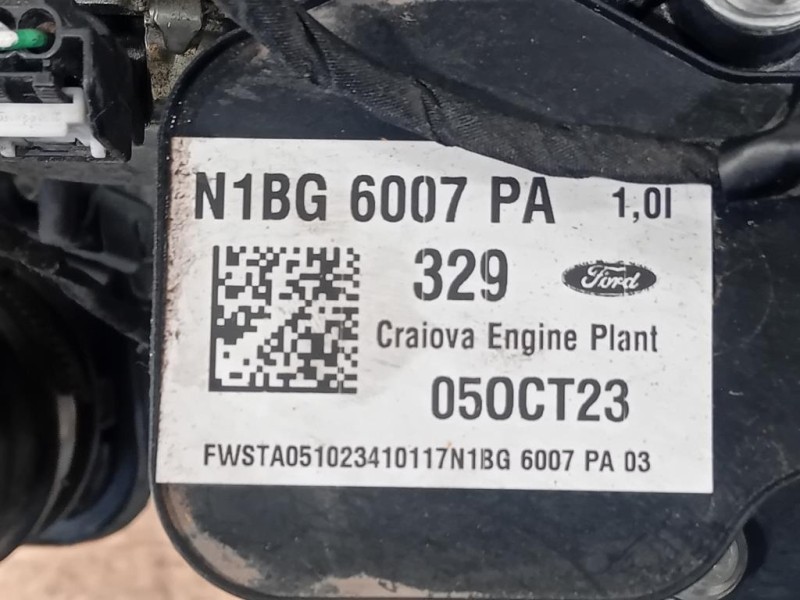 N1BG 6007 PA 1,0l
329 Ford
Craiova Engine Plant
05OCT23
FWSTA051023410117N1BG 6007 PA 03